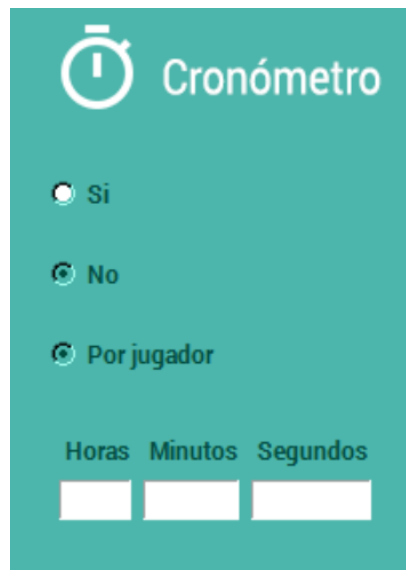 Cronómetro
Si
No
Por jugador
Horas Minutos Segundos